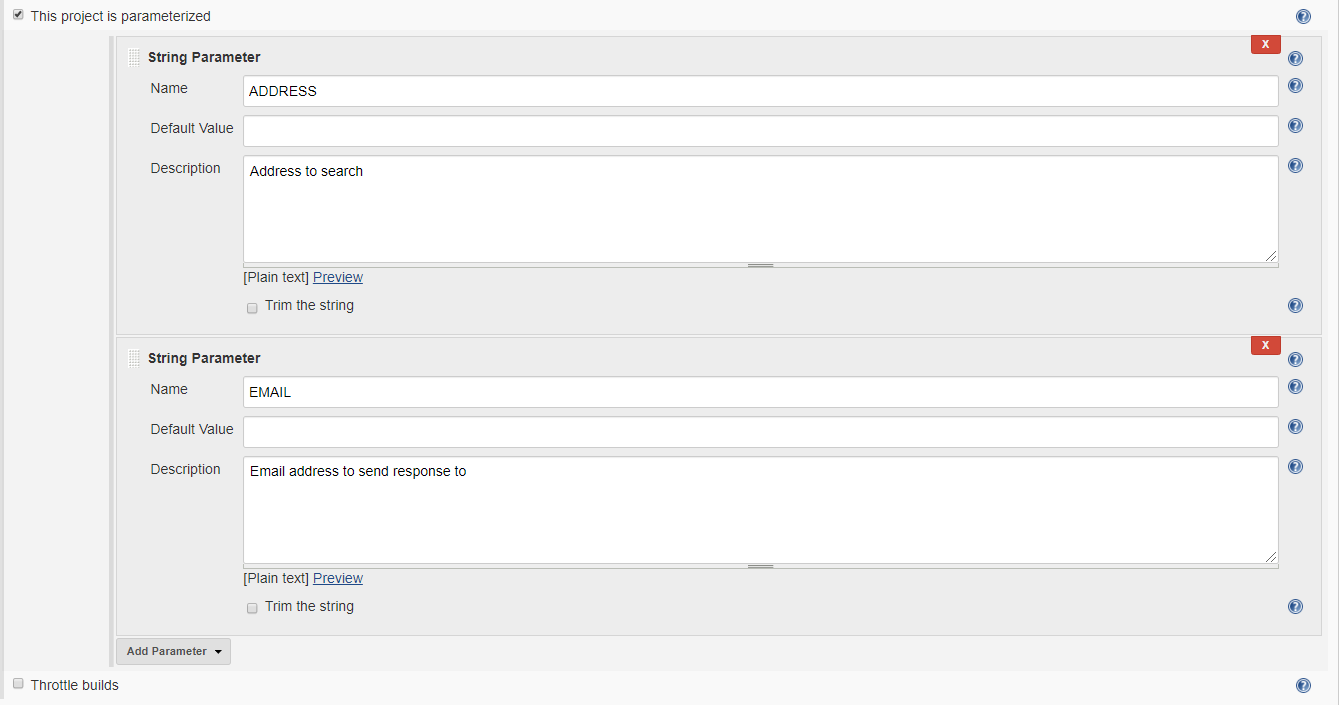 This project is parameterized
X
String Parameter
Name ADDRESS
Default Value
Description Address to search
[Plain text] Preview
Trim the string
X
String Parameter
Name EMAIL
Default Value
Description Email address to send response to
[Plain text] Preview
Trim the string
Add Parameter
Throttle builds